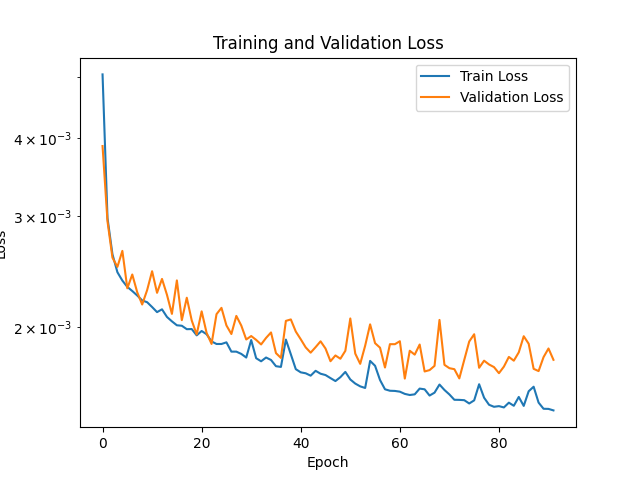 Training and Validation Loss
Train Loss
Validation Loss
4 × 10⁻³
3 × 10⁻³
2 × 10⁻³
Loss
0 20 40 60 80
Epoch